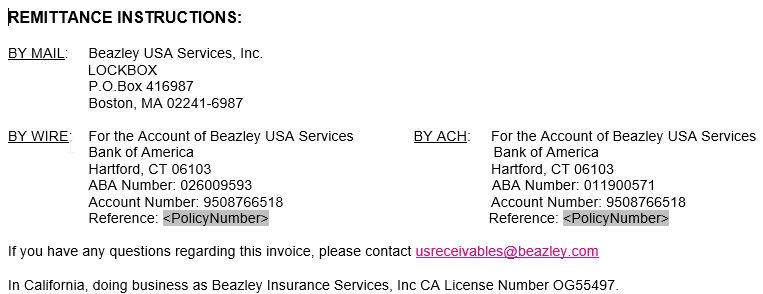 REMITTANCE INSTRUCTIONS:
BY MAIL: Beazley USA Services, Inc.
LOCKBOX
P.O.Box 416987
Boston, MA 02241-6987
BY WIRE: For the Account of Beazley USA Services
Bank of America
Hartford, CT 06103
ABA Number: 026009593
Account Number: 9508766518
Reference: <PolicyNumber>
BY ACH: For the Account of Beazley USA Services
Bank of America
Hartford, CT 06103
ABA Number: 011900571
Account Number: 9508766518
Reference: <PolicyNumber>
If you have any questions regarding this invoice, please contact usreceivables@beazley.com
In California, doing business as Beazley Insurance Services, Inc CA License Number OG55497.